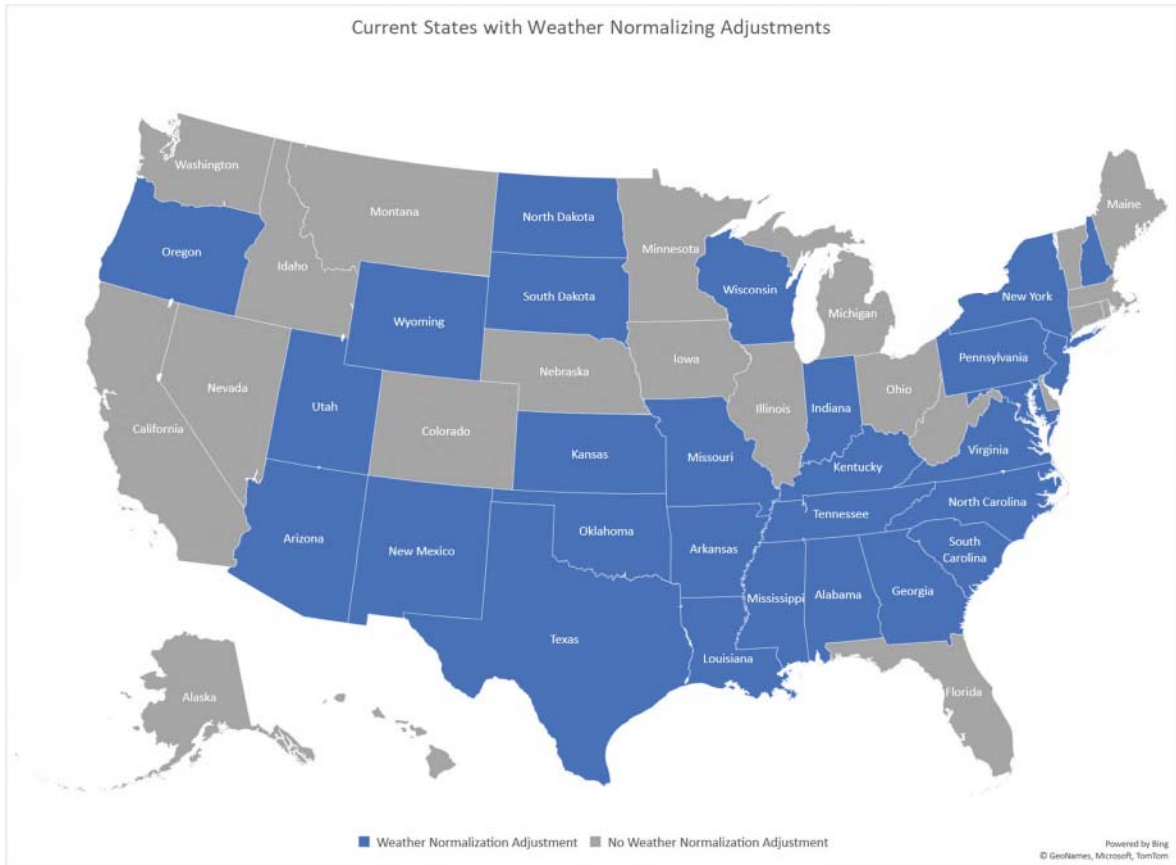 Current States with Weather Normalizing Adjustments
Washington
Montana
North Dakota
Minnesota
Maine
Oregon
Idaho
South Dakota
Wisconsin
New York
Wyoming
Michigan
Nebraska
Iowa
Pennsylvania
Nevada
Utah
Illinois
Indiana
Ohio
California
Colorado
Kansas
Missouri
Kentucky
Virginia
North Carolina
Tennessee
Arizona
New Mexico
Oklahoma
Arkansas
South
Carolina
Mississippi
Alabama
Georgia
Texas
Louisiana
Alaska
Florida
Weather Normalization Adjustment
No Weather Normalization Adjustment
Powered by Bing
© GeoNames, Microsoft, TomTom